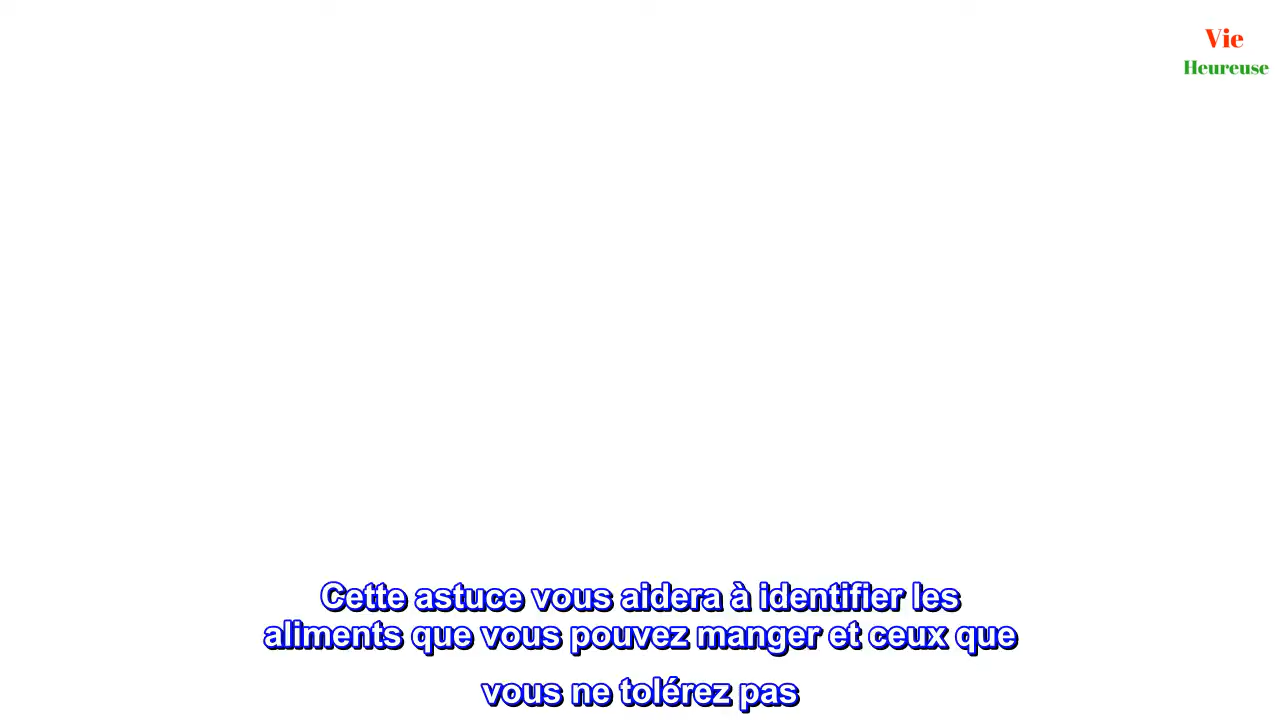 Vie
Heureuse
Cette astuce vous aidera à identifier les
aliments que vous pouvez manger et ceux que
vous ne tolérez pas